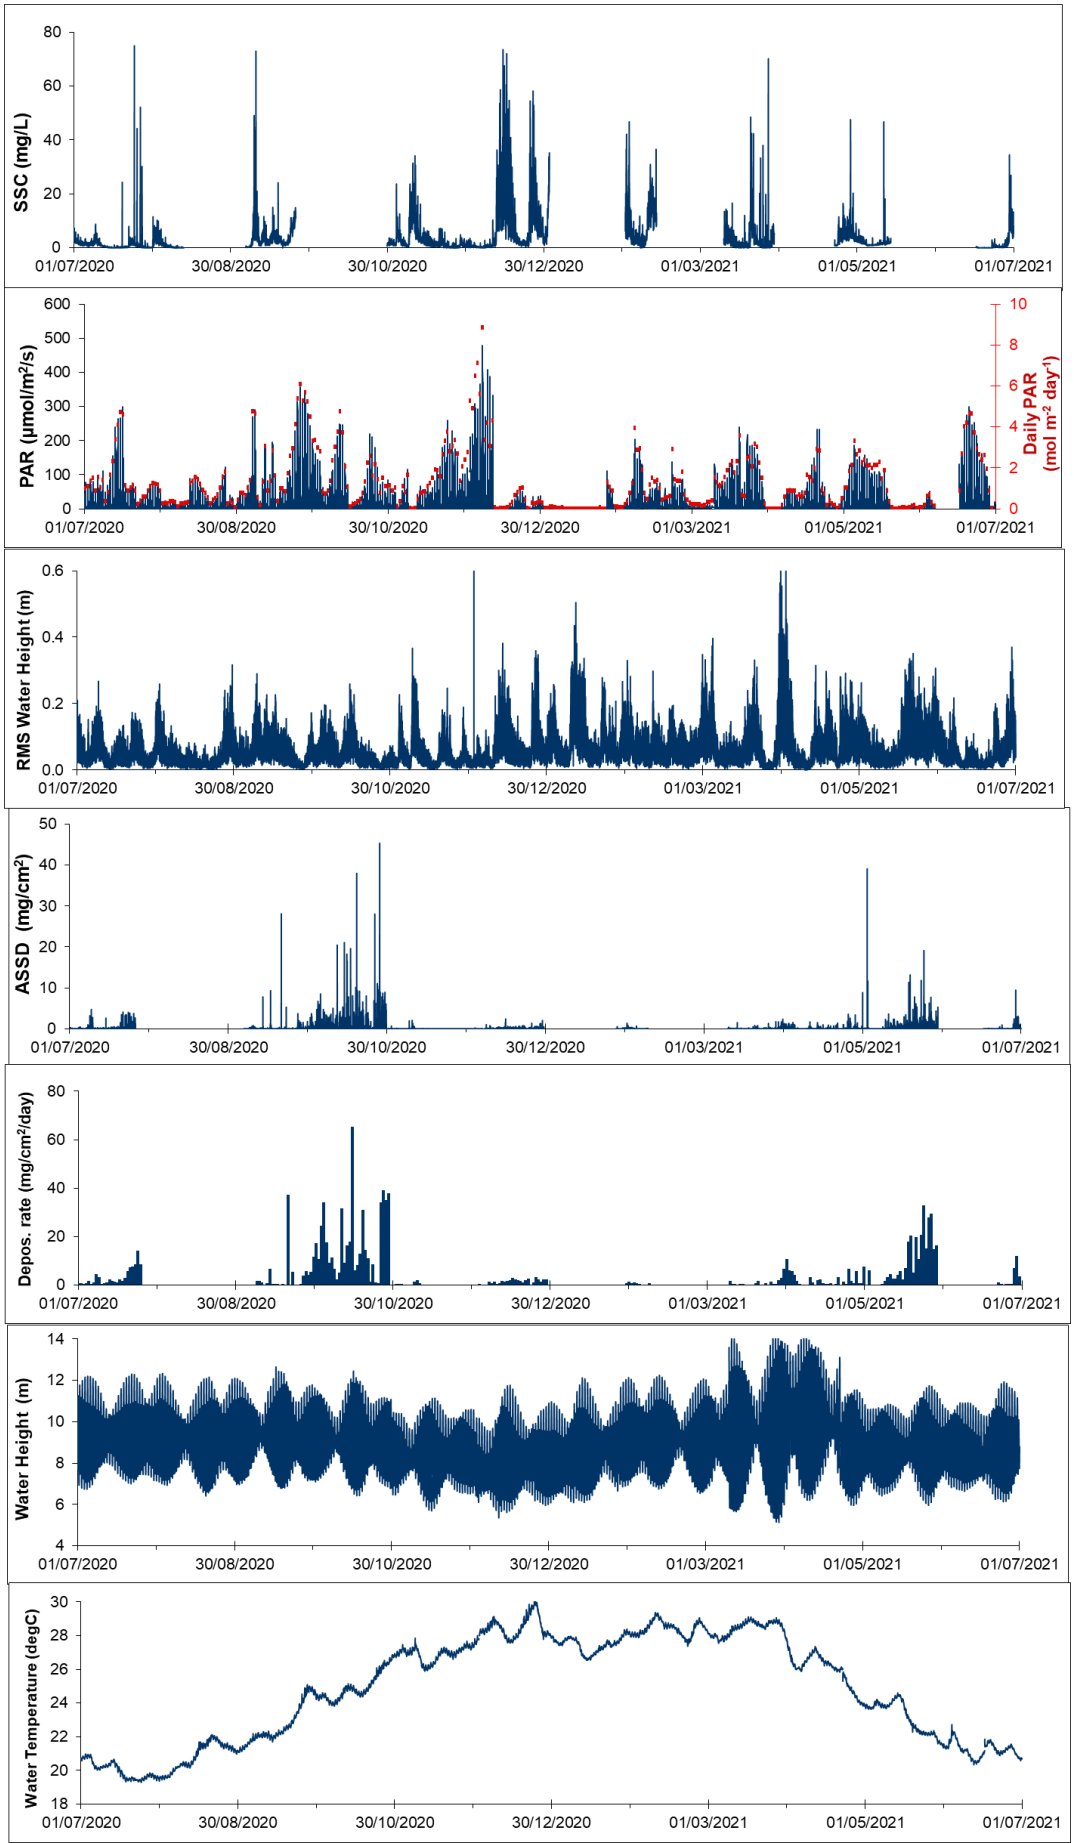 SSC (mg/L)
80
60
40
20
0
01/07/2020 30/08/2020 30/10/2020 30/12/2020 01/03/2021 01/05/2021 01/07/2021
PAR (µmol/m²/s)
600
500
400
300
200
100
0
10
8
6
4
2
0
Daily PAR
(mol m⁻² day⁻¹)
01/07/2020 30/08/2020 30/10/2020 30/12/2020 01/03/2021 01/05/2021 01/07/2021
RMS Water Height (m)
0.6
0.4
0.2
0.0
01/07/2020 30/08/2020 30/10/2020 30/12/2020 01/03/2021 01/05/2021 01/07/2021
ASSD (mg/cm²)
50
40
30
20
10
0
01/07/2020 30/08/2020 30/10/2020 30/12/2020 01/03/2021 01/05/2021 01/07/2021
Depos. rate (mg/cm²/day)
80
60
40
20
0
01/07/2020 30/08/2020 30/10/2020 30/12/2020 01/03/2021 01/05/2021 01/07/2021
Water Height (m)
14
12
10
8
6
4
01/07/2020 30/08/2020 30/10/2020 30/12/2020 01/03/2021 01/05/2021 01/07/2021
Water Temperature (degC)
30
28
26
24
22
20
18
01/07/2020 30/08/2020 30/10/2020 30/12/2020 01/03/2021 01/05/2021 01/07/2021